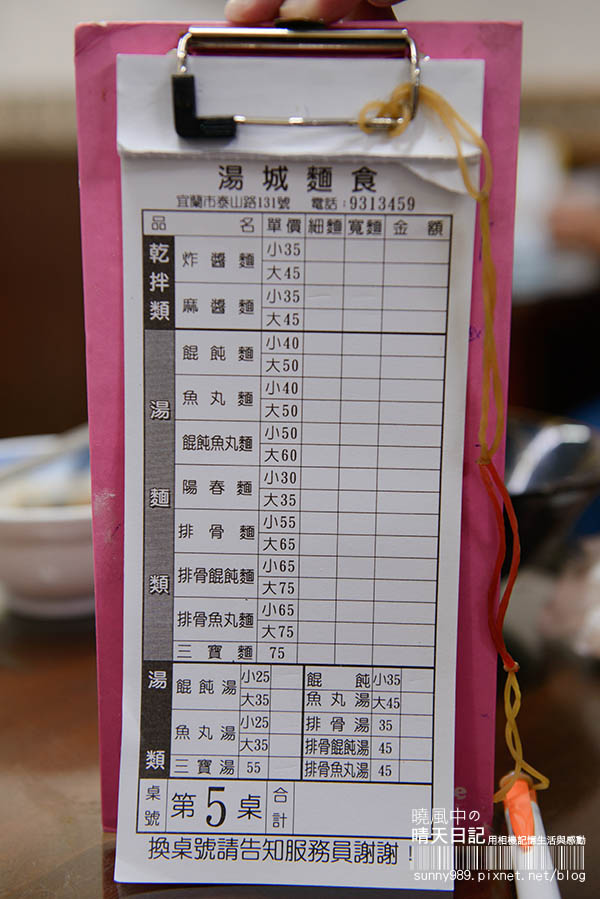 湯城麵食
宜蘭市泰山路131號 電話:9313459
品名 單價 細麵 寬麵 金額
乾拌類
炸醬麵 小35
大45
麻醬麵 小35
大45
湯麵類
餛飩麵 小40
大50
魚丸麵 小40
大50
餛飩魚丸麵 小50
大60
陽春麵 小30
大35
排骨麵 小55
大65
排骨餛飩麵 小65
大75
排骨魚丸麵 小65
大75
三寶麵 75
湯類
餛飩湯 小25
大35
魚丸湯 小25
大35
三寶湯 55
餛飩 小35
魚丸湯 大45
排骨湯 35
排骨餛飩湯 45
排骨魚丸湯 45
桌號 第5桌 合計
換桌號請告知服務員謝謝!
曉風中の
晴天日記 用相機記憶生活與感動
sunny989.pixnet.net/blog